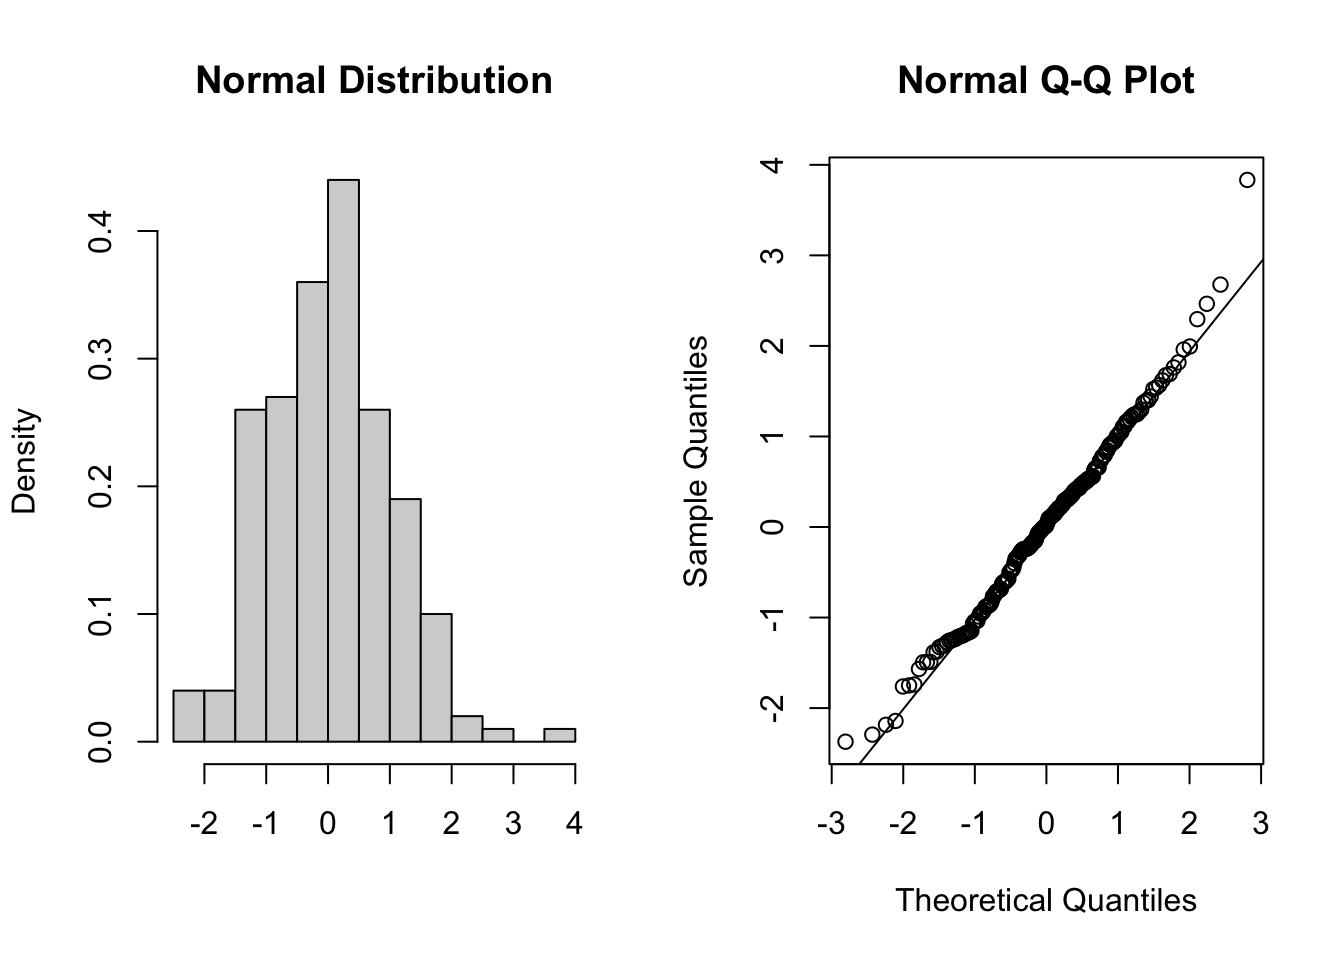 Normal Distribution
Density
0.0
0.1
0.2
0.3
0.4
-2 -1 0 1 2 3 4
Normal Q-Q Plot
Sample Quantiles
-2
-1
0
1
2
3
4
-3 -2 -1 0 1 2 3
Theoretical Quantiles